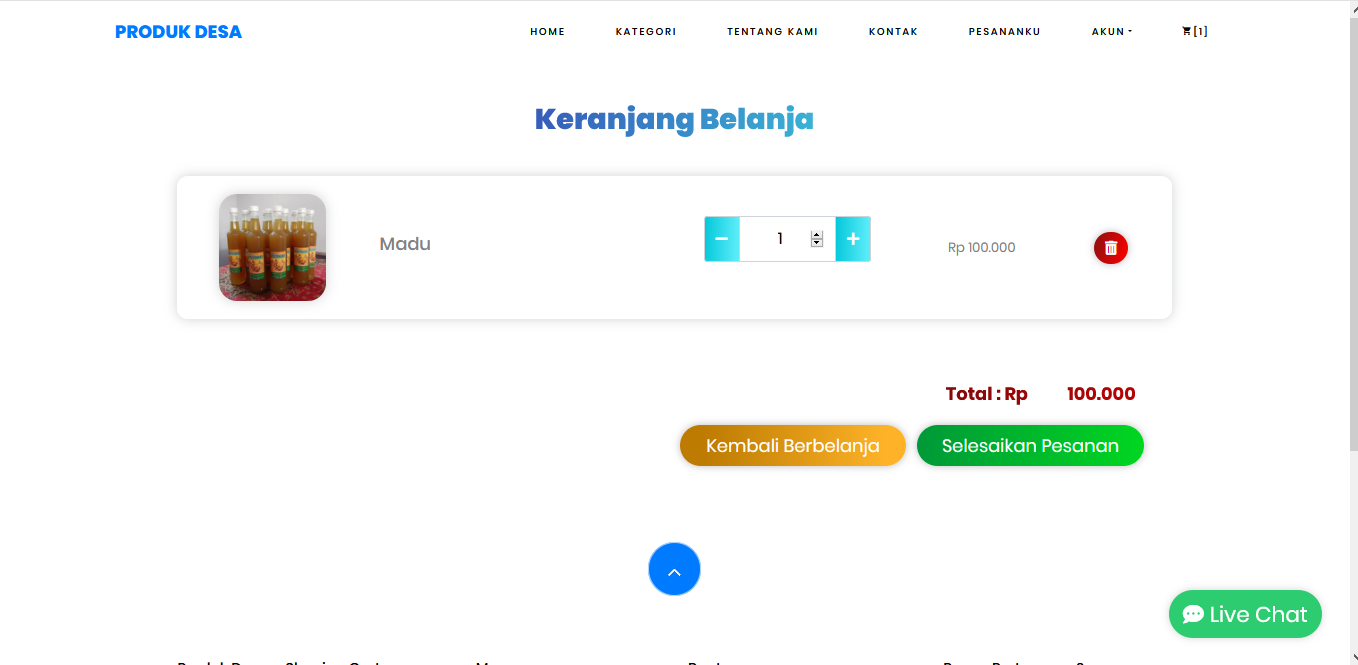 PRODUK DESA
HOME KATEGORI TENTANG KAMI KONTAK PESANANKU AKUN [1]
Keranjang Belanja
Madu − 1 + Rp 100.000
Total : Rp 100.000
Kembali Berbelanja Selesaikan Pesanan
Live Chat